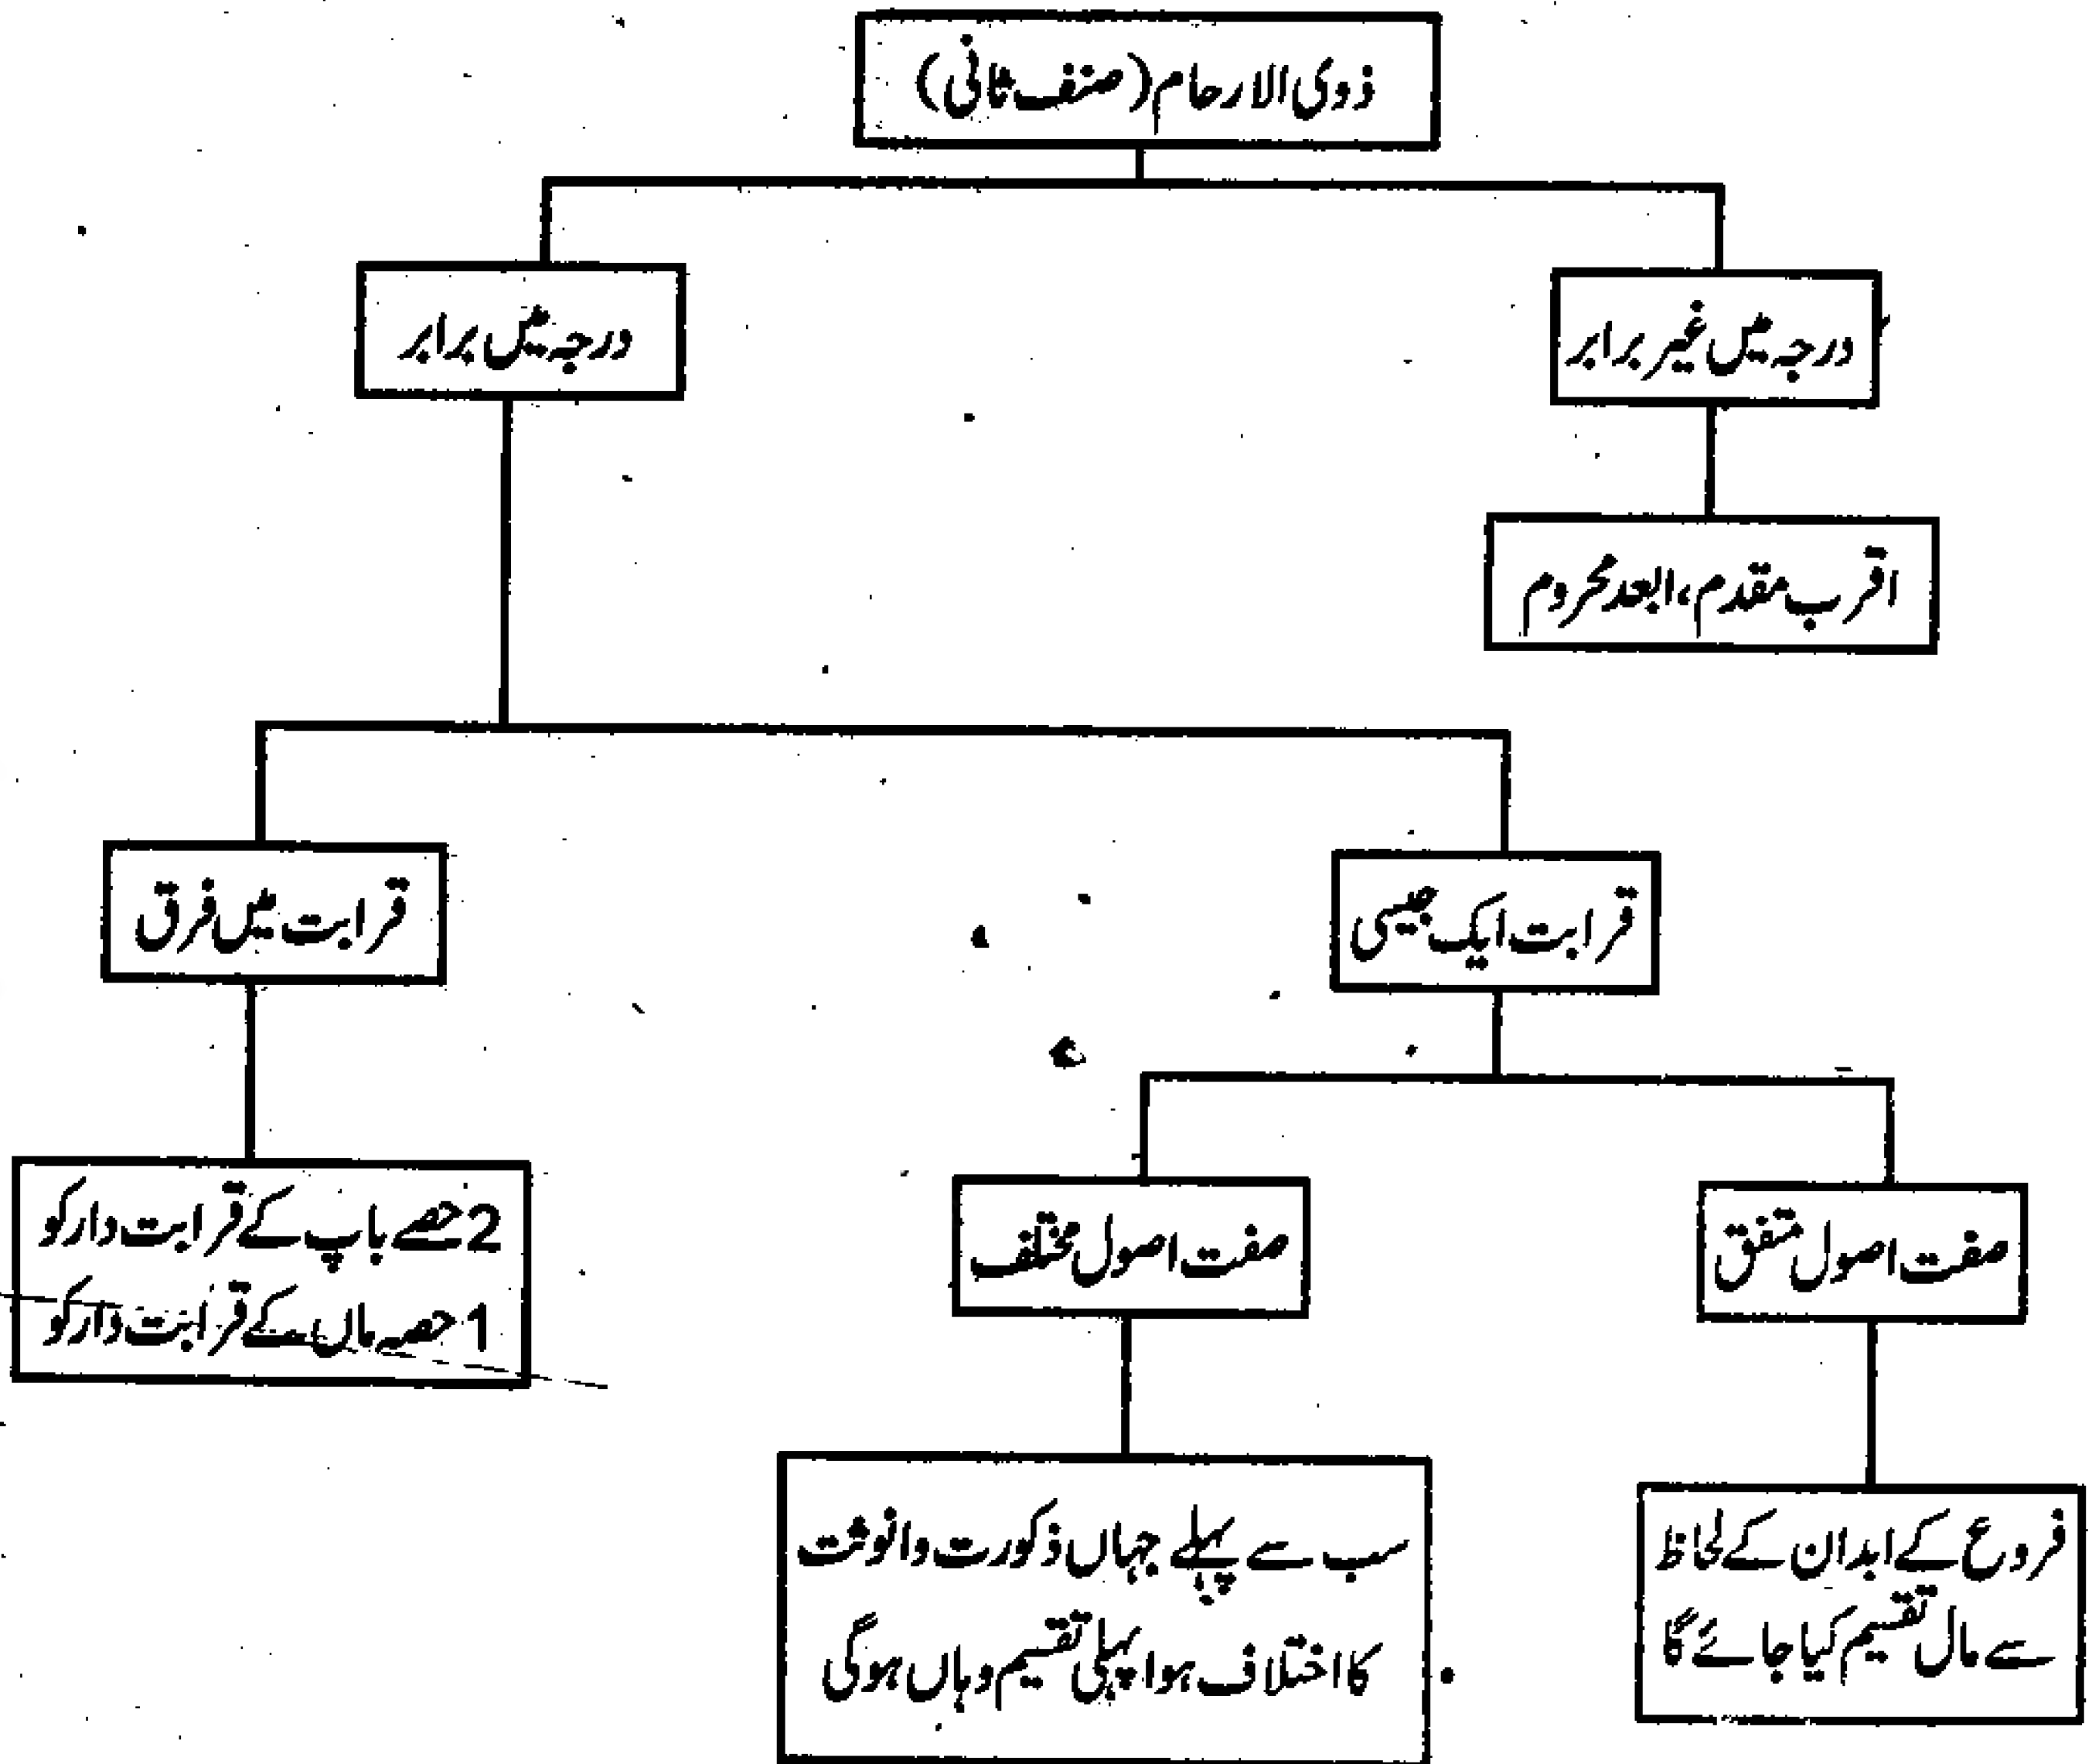 ذوی الارحام (صنف ثانی)
درجہ میں غیر برابر
درجہ میں برابر
اقرب مقدم، ابعد محروم
قرابت ایک جیسی
قرابت میں فرق
صفت اصول متفق
صفت اصول مختلف
2 حصے باپ کے قرابت دار کو
1 حصہ ماں کے قرابت دار کو
فروع کے ابدان کے لحاظ
سے مال تقسیم کیا جائے گا
سب سے پہلے جہاں ذکورت وانوثت
کا اختلاف ہوا پہلی تقسیم وہاں ہوگی